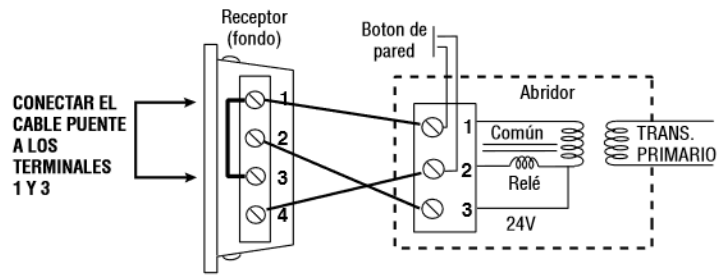 Receptor
(fondo)
Boton de
pared
CONECTAR EL
CABLE PUENTE
A LOS
TERMINALES
1 Y 3
1
2
3
4
Abridor
1
2
3
Común
Relé
24V
TRANS.
PRIMARIO